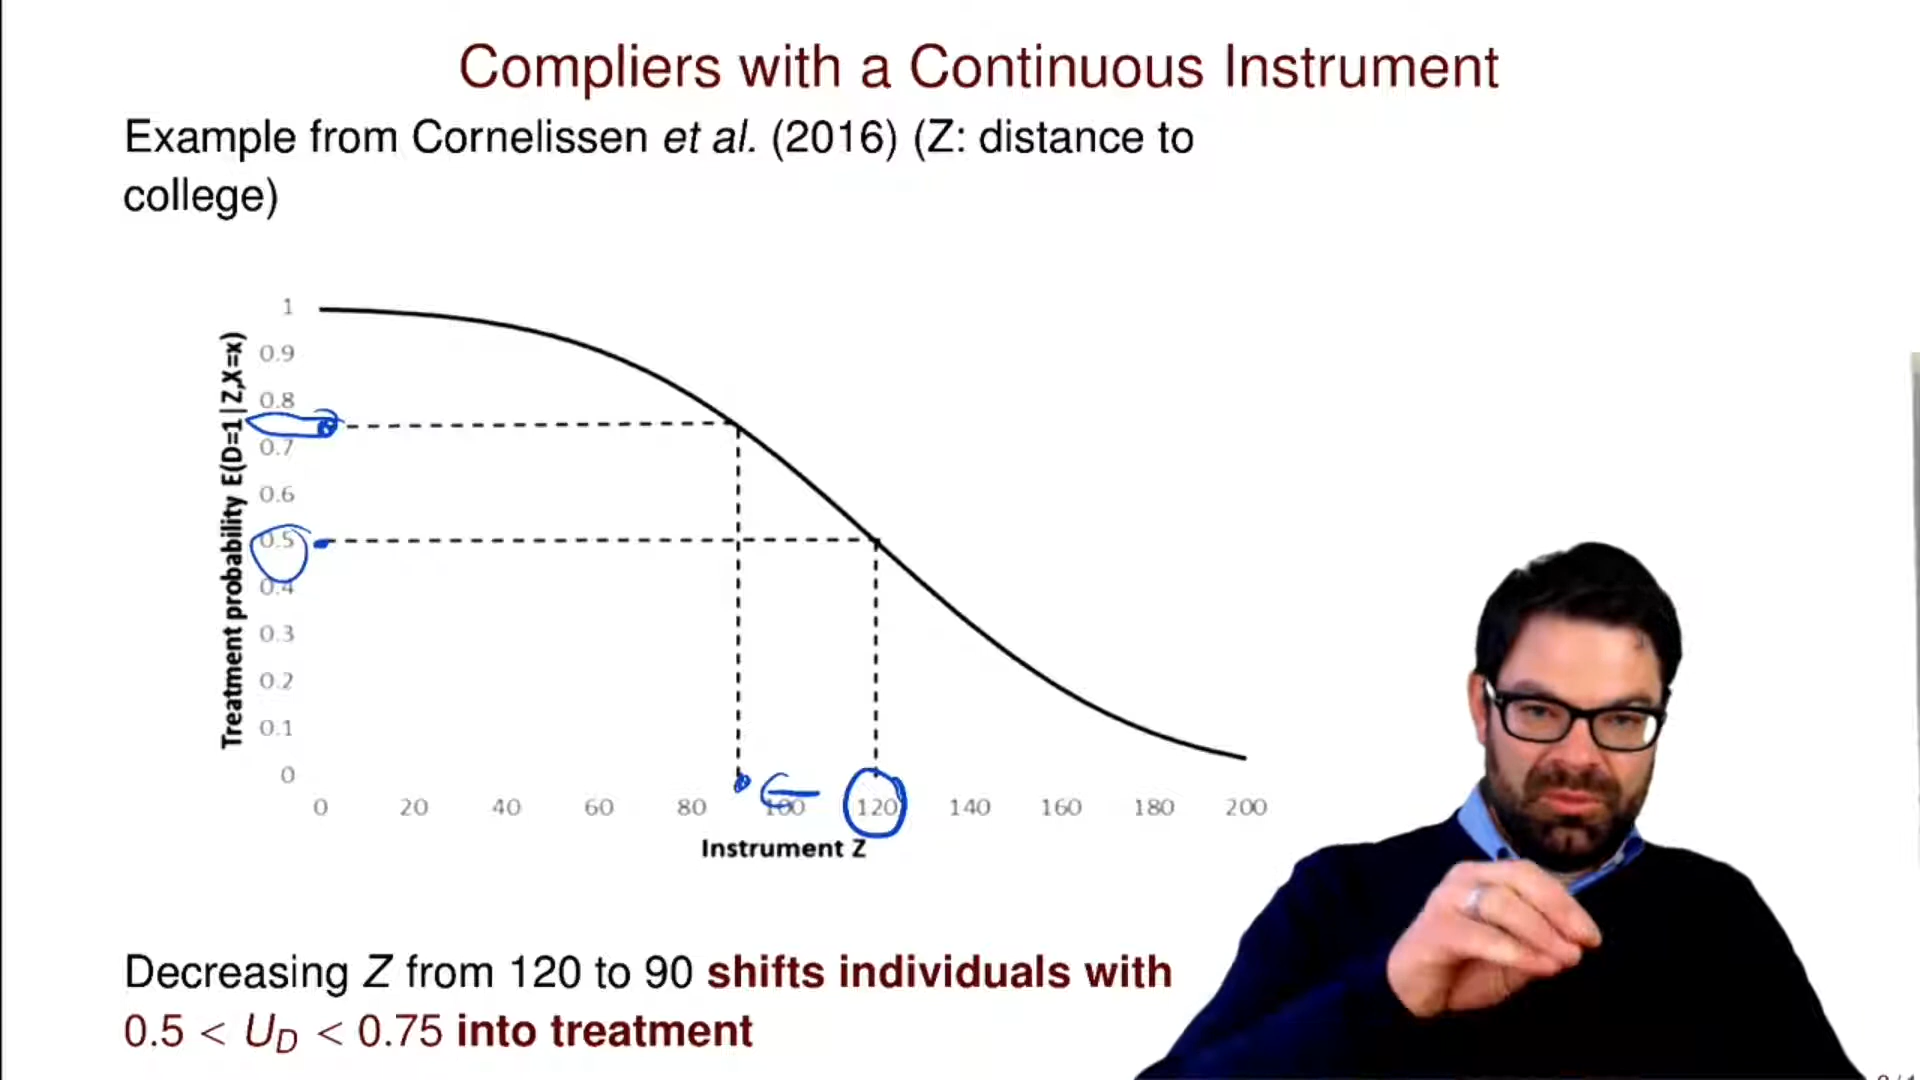 Compliers with a Continuous Instrument
Example from Cornelissen et al. (2016) (Z: distance to
college)
Treatment probability E(D=1|Z,X=x)
1
0.9
0.8
0.7
0.6
0.5
0.4
0.3
0.2
0.1
0
0 20 40 60 80 100 120 140 160 180 200
Instrument Z
Decreasing Z from 120 to 90 shifts individuals with
0.5 < U_D < 0.75 into treatment